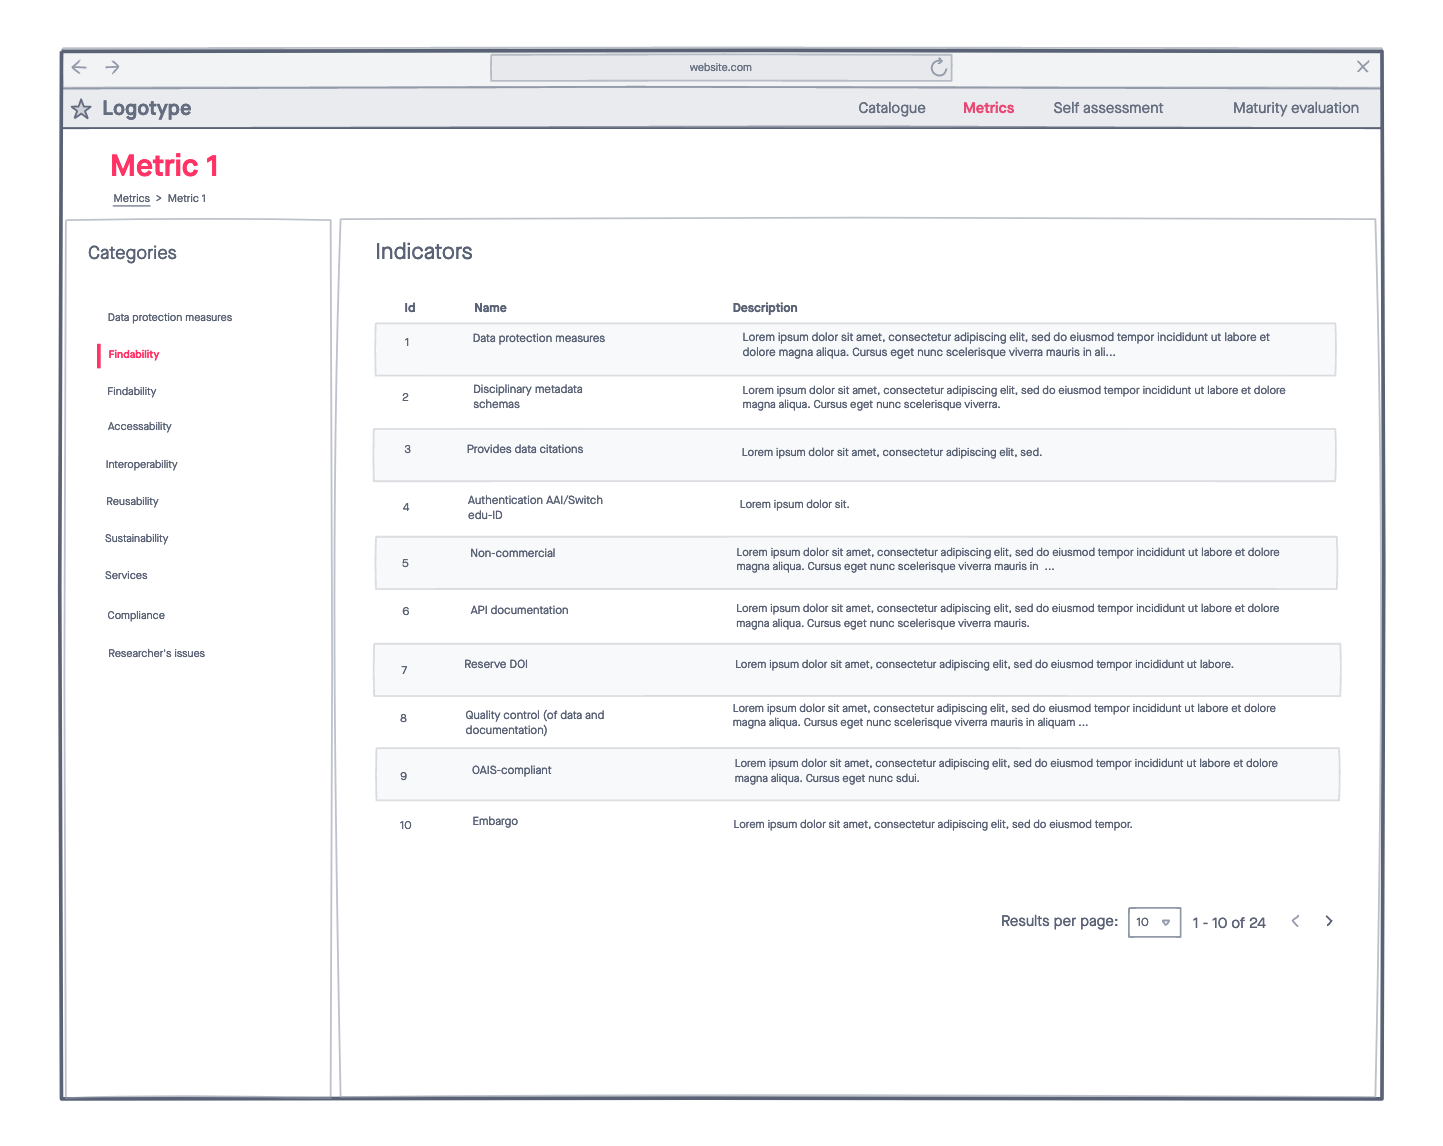 website.com
Logotype
Catalogue Metrics Self assessment Maturity evaluation
Metric 1
Metrics > Metric 1
Categories
Data protection measures
Findability
Findability
Accessability
Interoperability
Reusability
Sustainability
Services
Compliance
Researcher's issues
Indicators
Id Name Description
1 Data protection measures Lorem ipsum dolor sit amet, consectetur adipiscing elit, sed do eiusmod tempor incididunt ut labore et
dolore magna aliqua. Cursus eget nunc scelerisque viverra mauris in ali...
2 Disciplinary metadata Lorem ipsum dolor sit amet, consectetur adipiscing elit, sed do eiusmod tempor incididunt ut labore et dolore
schemas magna aliqua. Cursus eget nunc scelerisque viverra.
3 Provides data citations Lorem ipsum dolor sit amet, consectetur adipiscing elit, sed.
4 Authentication AAI/Switch Lorem ipsum dolor sit.
edu-ID
5 Non-commercial Lorem ipsum dolor sit amet, consectetur adipiscing elit, sed do eiusmod tempor incididunt ut labore et dolore
magna aliqua. Cursus eget nunc scelerisque viverra mauris in ...
6 API documentation Lorem ipsum dolor sit amet, consectetur adipiscing elit, sed do eiusmod tempor incididunt ut labore et dolore
magna aliqua. Cursus eget nunc scelerisque viverra mauris.
7 Reserve DOI Lorem ipsum dolor sit amet, consectetur adipiscing elit, sed do eiusmod tempor incididunt ut labore.
8 Quality control (of data and Lorem ipsum dolor sit amet, consectetur adipiscing elit, sed do eiusmod tempor incididunt ut labore et dolore
documentation) magna aliqua. Cursus eget nunc scelerisque viverra mauris in aliquam ...
9 OAIS-compliant Lorem ipsum dolor sit amet, consectetur adipiscing elit, sed do eiusmod tempor incididunt ut labore et dolore
magna aliqua. Cursus eget nunc sdui.
10 Embargo Lorem ipsum dolor sit amet, consectetur adipiscing elit, sed do eiusmod tempor.
Results per page: 10 1 - 10 of 24